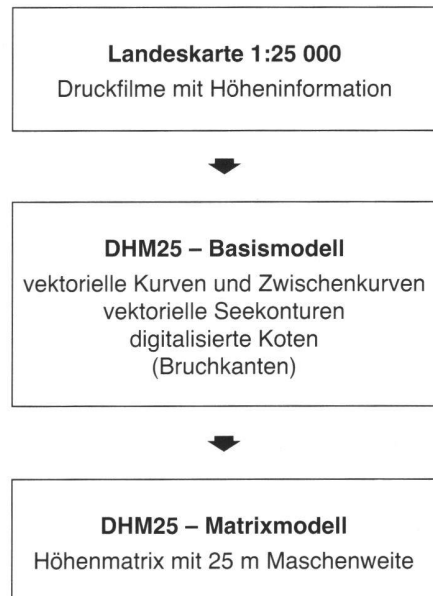 Landeskarte 1:25 000
Druckfilme mit Höheninformation
DHM25 – Basismodell
vektorielle Kurven und Zwischenkurven
vektorielle Seekonturen
digitalisierte Koten
(Bruchkanten)
DHM25 – Matrixmodell
Höhenmatrix mit 25 m Maschenweite